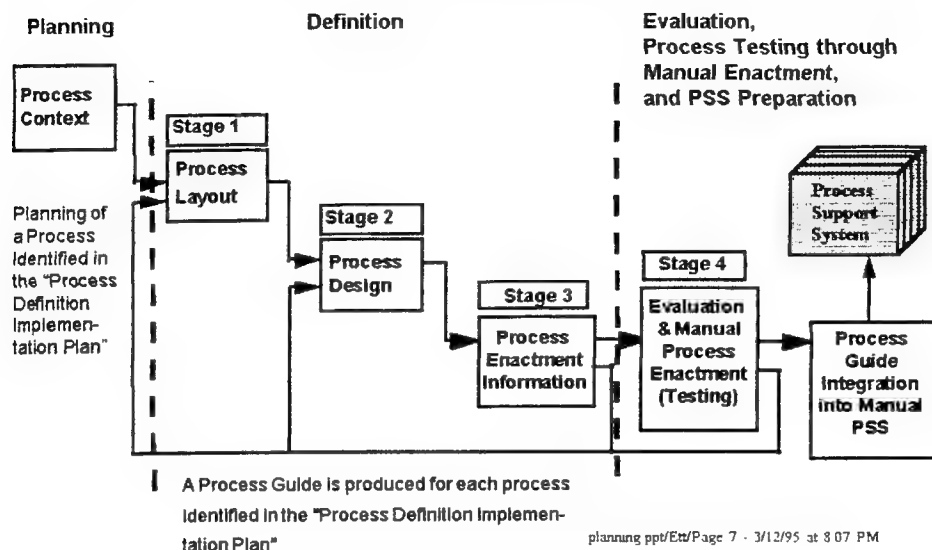 Planning
Definition
Evaluation,
Process Testing through
Manual Enactment,
and PSS Preparation
Process
Context
Stage 1
Process
Layout
Planning of
a Process
Identified in
the "Process
Definition
Implemen-
tation Plan"
Stage 2
Process
Design
Stage 3
Process
Enactment
Information
Stage 4
Evaluation
& Manual
Process
Enactment
(Testing)
Process
Support
System
Process
Guide
Integration
into Manual
PSS
A Process Guide is produced for each process
Identified in the "Process Definition Implemen-
tation Plan"
planning ppt/Ett/Page 7 - 3/12/95 at 8 07 PM